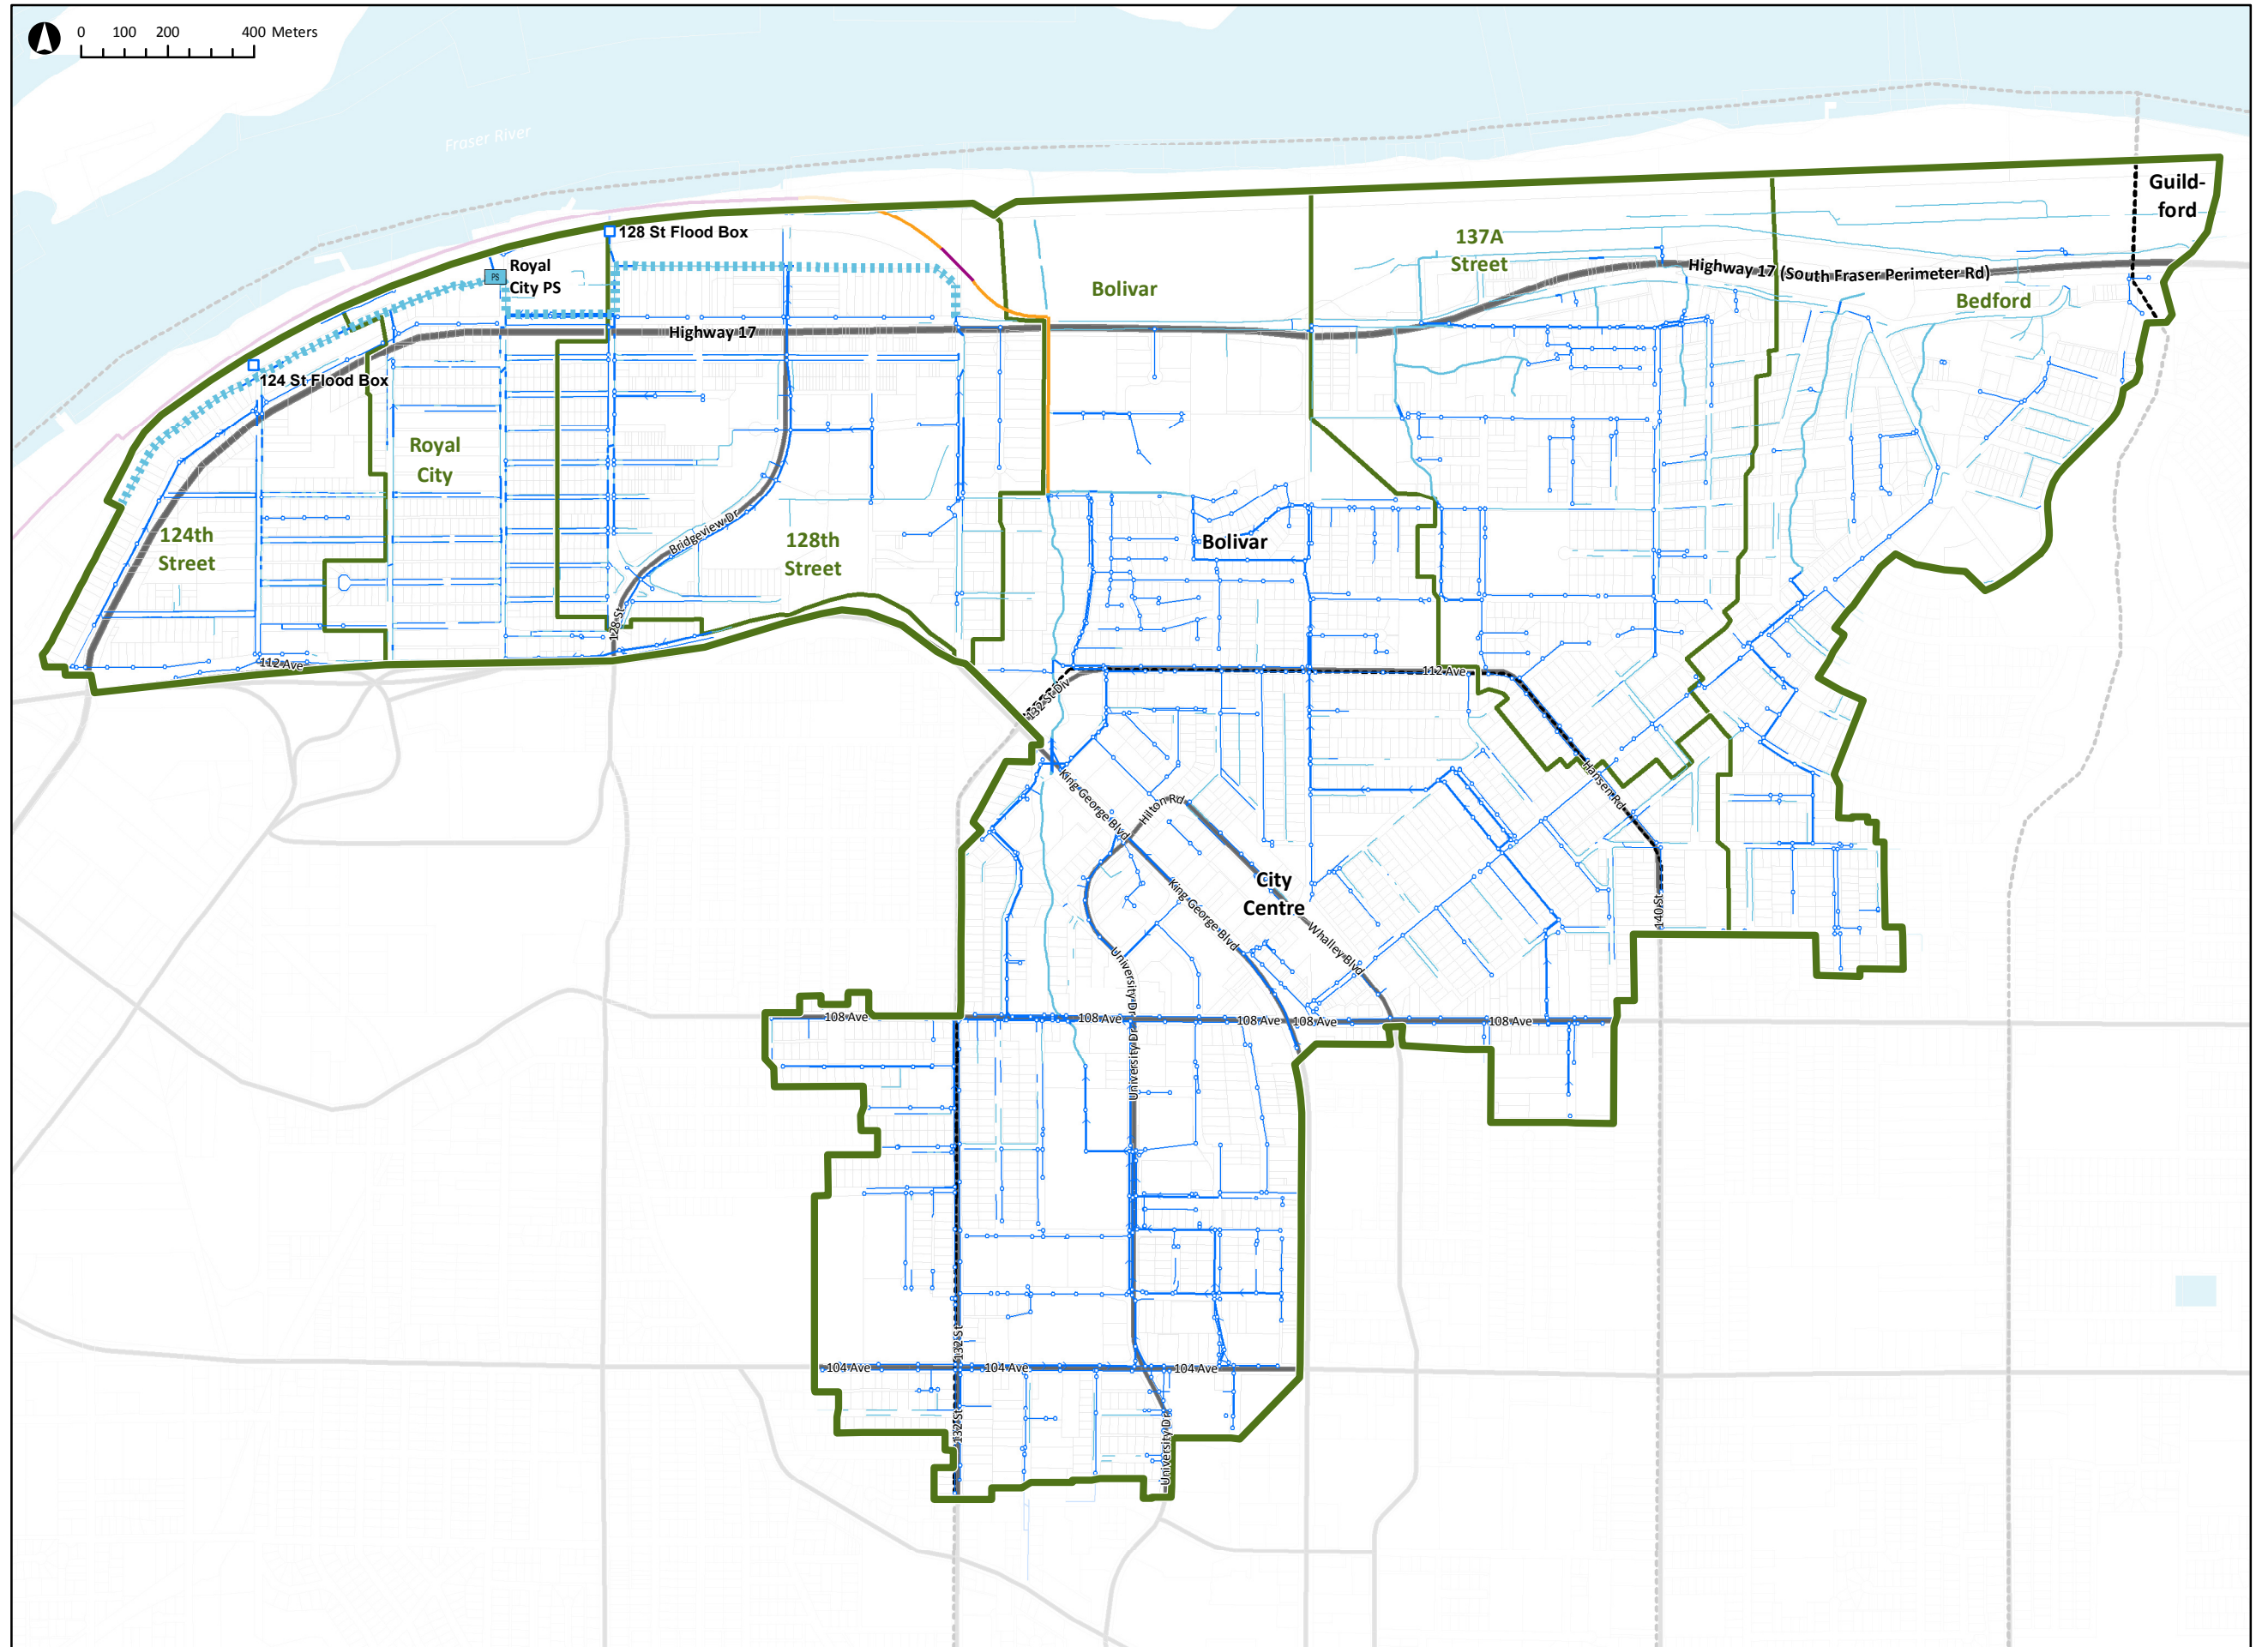 0 100 200 400 Meters
Fraser River
Guild-
ford
128 St Flood Box
137A
Street
Royal
City PS
PS
Highway 17 (South Fraser Perimeter Rd)
Bolivar
Bedford
Highway 17
124 St Flood Box
Royal
City
124th
Street
Bridgeview Dr
128th
Street
Bolivar
128 St
112 Ave
112 Ave
132 St Div
King George Blvd
Hilton Rd
Hansen Rd
City
Centre
King George Blvd
Whalley Blvd
140 St
University Dr
108 Ave
108 Ave
108 Ave
108 Ave
108 Ave
University Dr
132 St
104 Ave
104 Ave
104 Ave
132 St
University Dr